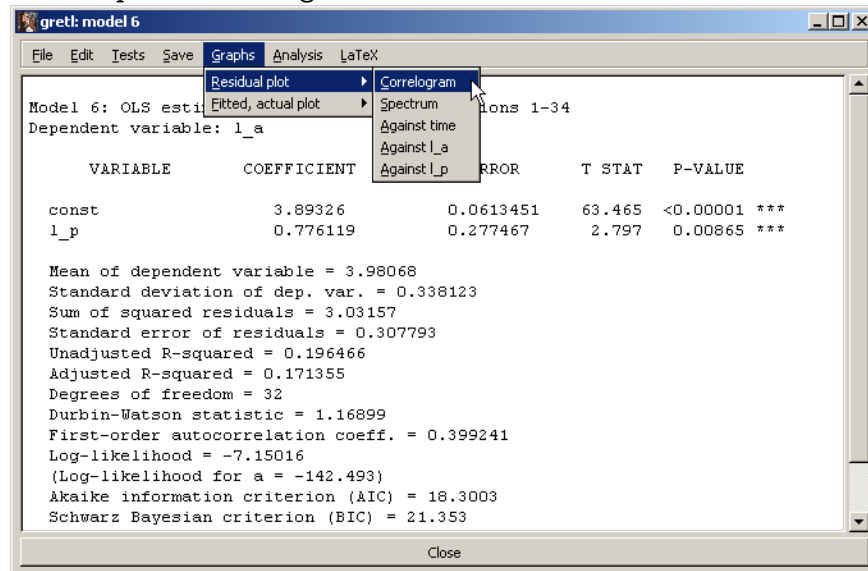 gretl: model 6
File Edit Tests Save Graphs Analysis LaTeX
Residual plot Correlogram
Fitted, actual plot Spectrum
Against time
Against l_a
Against l_p
Model 6: OLS esti ions 1-34
Dependent variable: l_a
VARIABLE COEFFICIENT RROR T STAT P-VALUE
const 3.89326 0.0613451 63.465 <0.00001 ***
l_p 0.776119 0.277467 2.797 0.00865 ***
Mean of dependent variable = 3.98068
Standard deviation of dep. var. = 0.338123
Sum of squared residuals = 3.03157
Standard error of residuals = 0.307793
Unadjusted R-squared = 0.196466
Adjusted R-squared = 0.171355
Degrees of freedom = 32
Durbin-Watson statistic = 1.16899
First-order autocorrelation coeff. = 0.399241
Log-likelihood = -7.15016
(Log-likelihood for a = -142.493)
Akaike information criterion (AIC) = 18.3003
Schwarz Bayesian criterion (BIC) = 21.353
Close